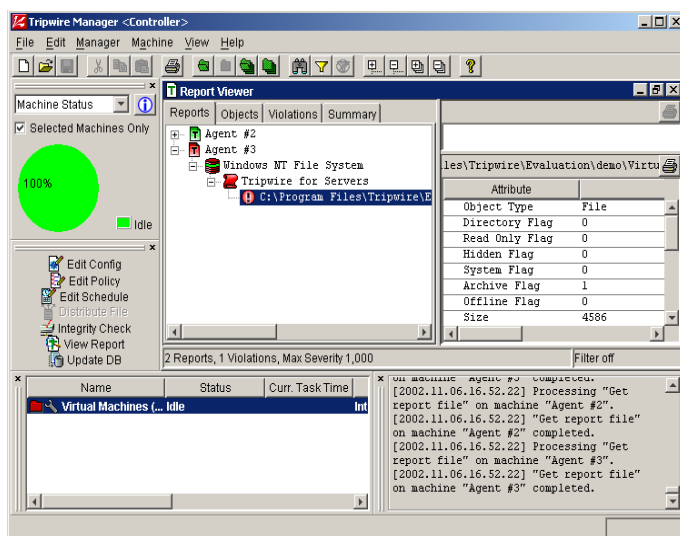 Tripwire Manager <Controller>
File Edit Manager Machine View Help
Machine Status
Selected Machines Only
100%
Idle
Edit Config
Edit Policy
Edit Schedule
Distribute File
Integrity Check
View Report
Update DB
Report Viewer
Reports Objects Violations Summary
Agent #2
Agent #3
Windows NT File System
Tripwire for Servers
C:\Program Files\Tripwire\E
les\Tripwire\Evaluation\demo\Virtu
Attribute
Object Type File
Directory Flag 0
Read Only Flag 0
Hidden Flag 0
System Flag 0
Archive Flag 1
Offline Flag 0
Size 4586
2 Reports, 1 Violations, Max Severity 1,000
Filter off
Name Status Curr. Task Time
Virtual Machines (... Idle Int
on machine "Agent #3" completed.
[2002.11.06.16.52.22] Processing "Get
report file" on machine "Agent #2".
[2002.11.06.16.52.22] "Get report file"
on machine "Agent #2" completed.
[2002.11.06.16.52.22] Processing "Get
report file" on machine "Agent #3".
[2002.11.06.16.52.22] "Get report file"
on machine "Agent #3" completed.